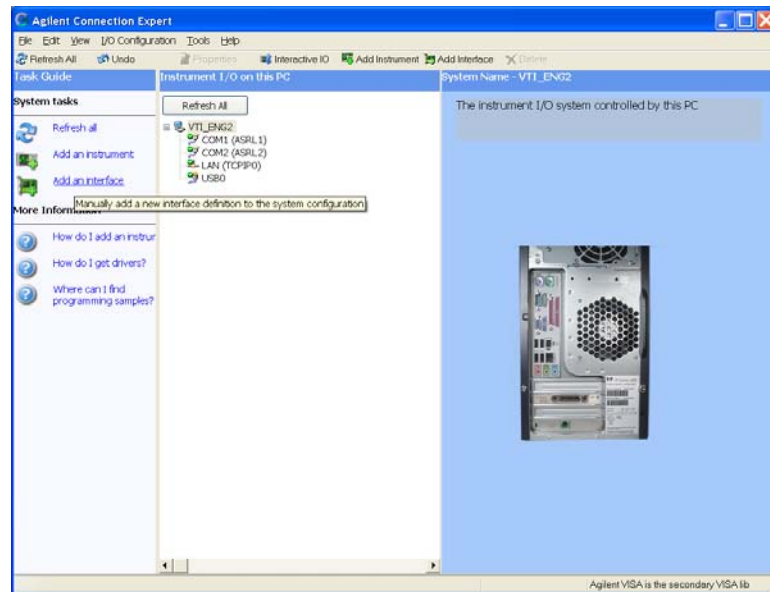 Agilent Connection Expert
File Edit View I/O Configuration Tools Help
Refresh All Undo Properties Interactive IO Add Instrument Add Interface Delete
Task Guide
Instrument I/O on this PC
System Name - VTI_ENG2
System tasks
Refresh all
Add an instrument
Add an interface
Manually add a new interface definition to the system configuration
More Information
How do I add an instrur
How do I get drivers?
Where can I find
programming samples?
Refresh All
VTI_ENG2
COM1 (ASRL1)
COM2 (ASRL2)
LAN (TCPIP0)
USB0
The instrument I/O system controlled by this PC
Agilent VISA is the secondary VISA lib